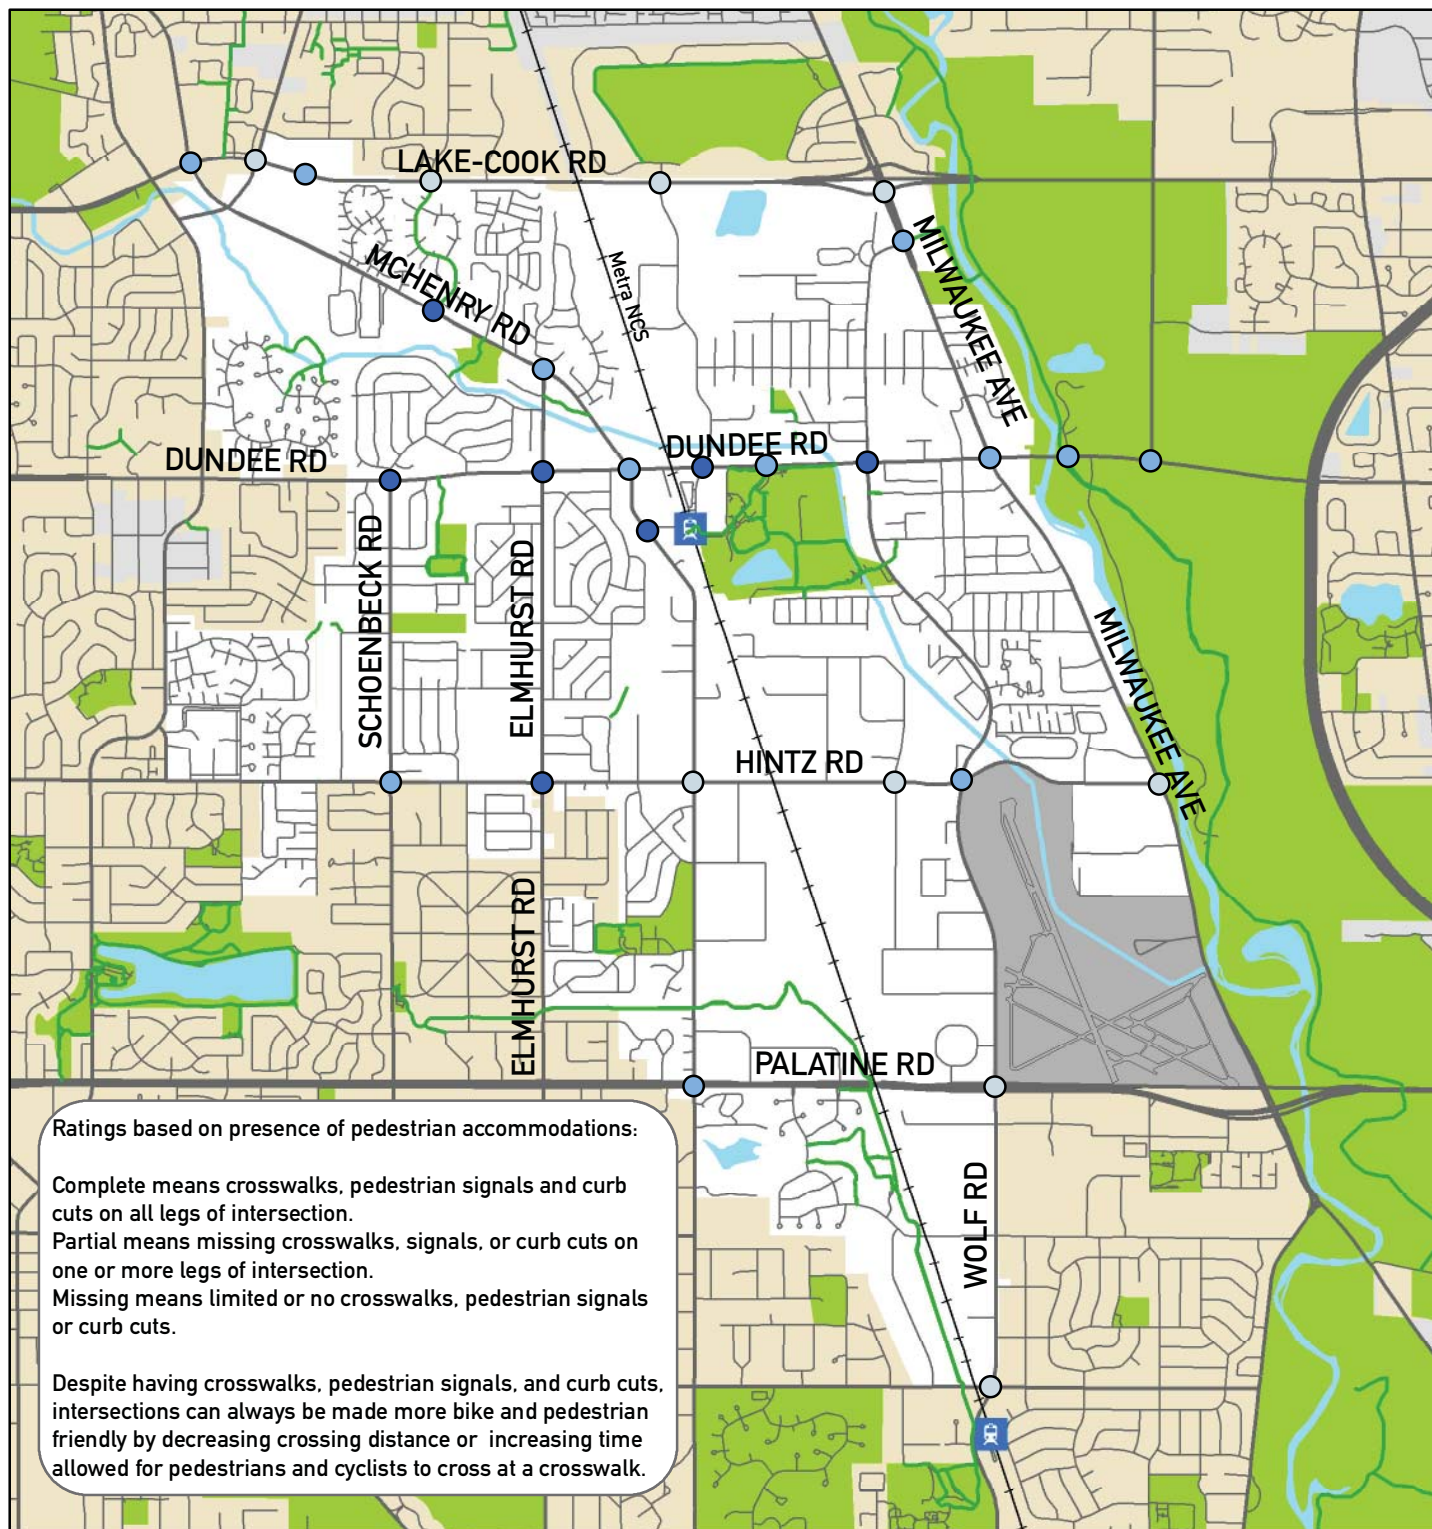 LAKE-COOK RD
MILWAUKEE AVE
MCHENRY RD
Metra NCS
DUNDEE RD
DUNDEE RD
SCHOENBECK RD
ELMHURST RD
MILWAUKEE AVE
HINTZ RD
ELMHURST RD
PALATINE RD
WOLF RD
Ratings based on presence of pedestrian accommodations:
Complete means crosswalks, pedestrian signals and curb
cuts on all legs of intersection.
Partial means missing crosswalks, signals, or curb cuts on
one or more legs of intersection.
Missing means limited or no crosswalks, pedestrian signals
or curb cuts.
Despite having crosswalks, pedestrian signals, and curb cuts,
intersections can always be made more bike and pedestrian
friendly by decreasing crossing distance or increasing time
allowed for pedestrians and cyclists to cross at a crosswalk.